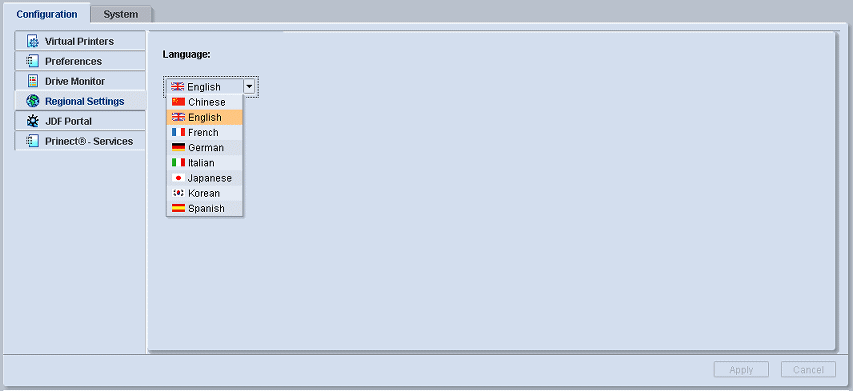 Configuration
System
Virtual Printers
Preferences
Drive Monitor
Regional Settings
JDF Portal
Prinect® - Services
Language:
English
Chinese
English
French
German
Italian
Japanese
Korean
Spanish
Apply
Cancel